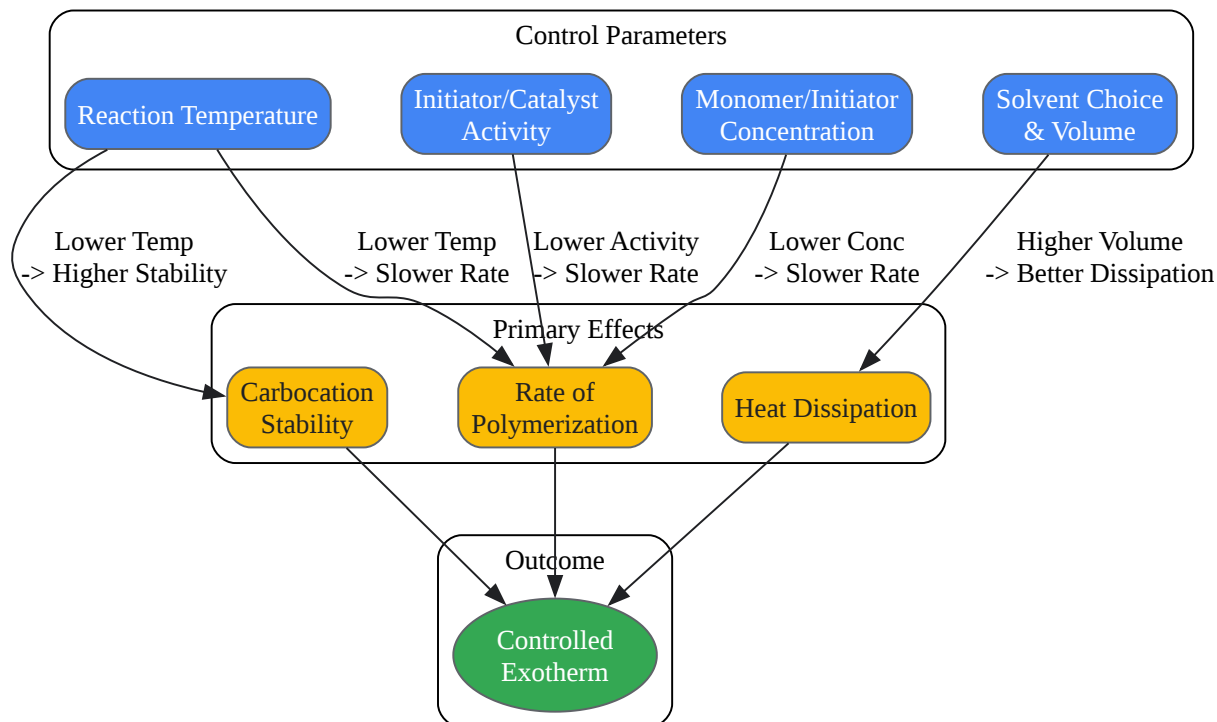 Control Parameters
Reaction Temperature
Initiator/Catalyst
Activity
Monomer/Initiator
Concentration
Solvent Choice
& Volume
Lower Temp
-> Higher Stability
Lower Temp
-> Slower Rate
Lower Activity
-> Slower Rate
Lower Conc
-> Slower Rate
Higher Volume
-> Better Dissipation
Primary Effects
Carbocation
Stability
Rate of
Polymerization
Heat Dissipation
Outcome
Controlled
Exotherm